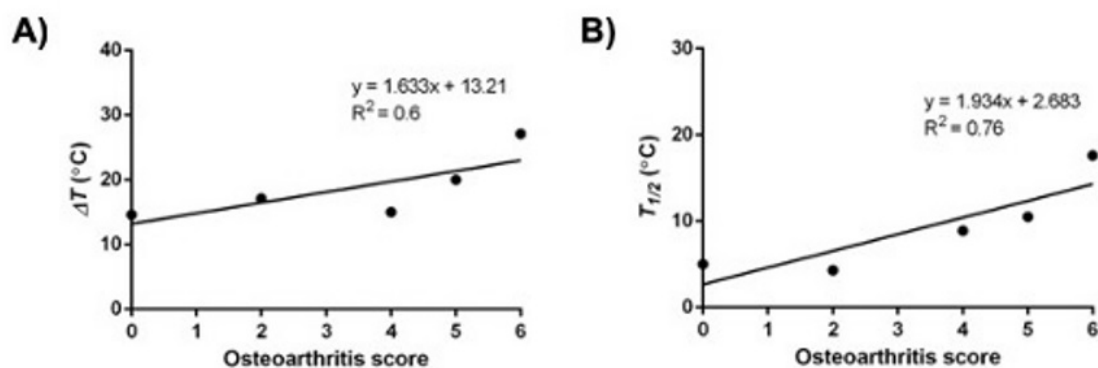 A)
40
30
20
10
0
ΔT (°C)
y = 1.633x + 13.21
R² = 0.6
0 1 2 3 4 5 6
Osteoarthritis score
B)
30
20
10
0
T1/2 (°C)
y = 1.934x + 2.683
R² = 0.76
0 1 2 3 4 5 6
Osteoarthritis score